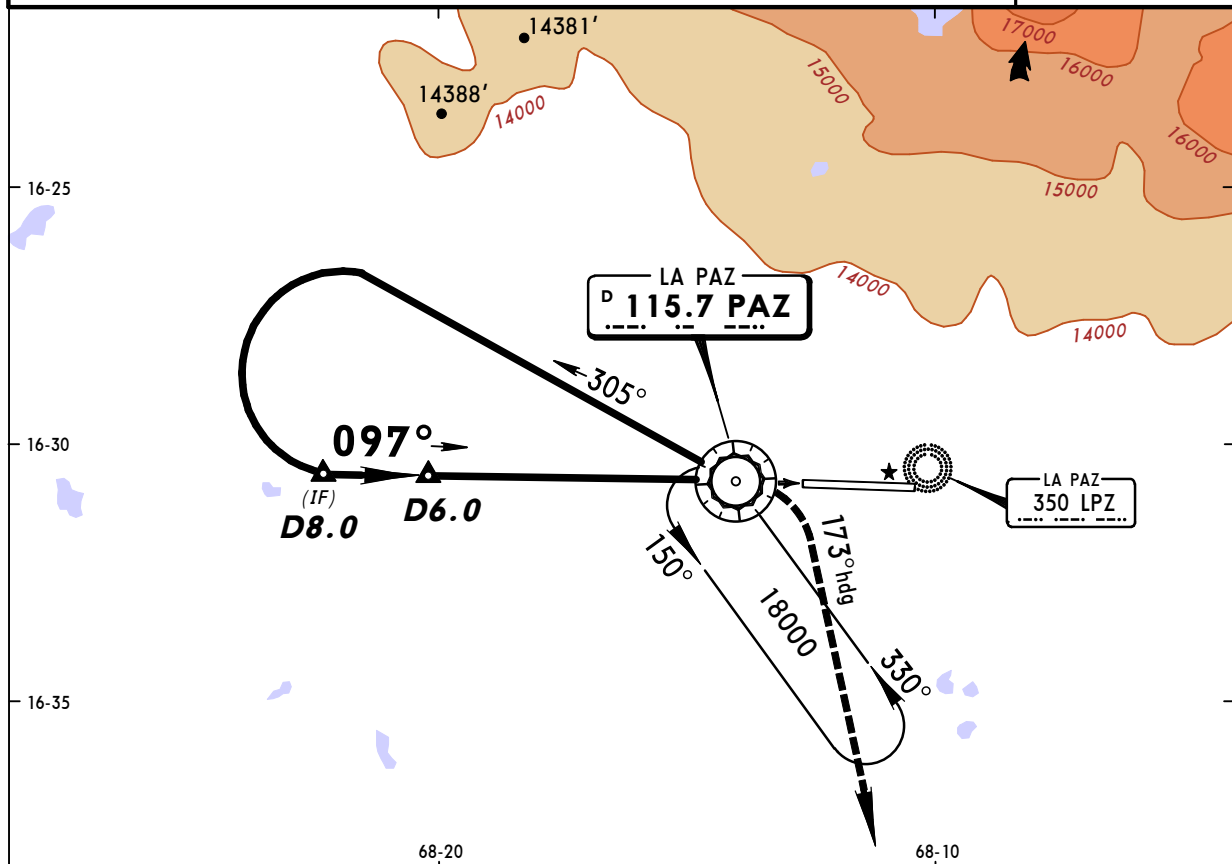 14381'
17000
16000
15000
14388'
14000
16000
16-25
15000
LA PAZ
D 115.7 PAZ
14000
14000
305°
16-30
097°
(IF)
D8.0
D6.0
LA PAZ
350 LPZ
150°
173° hdg
18000
330°
16-35
68-20
68-10